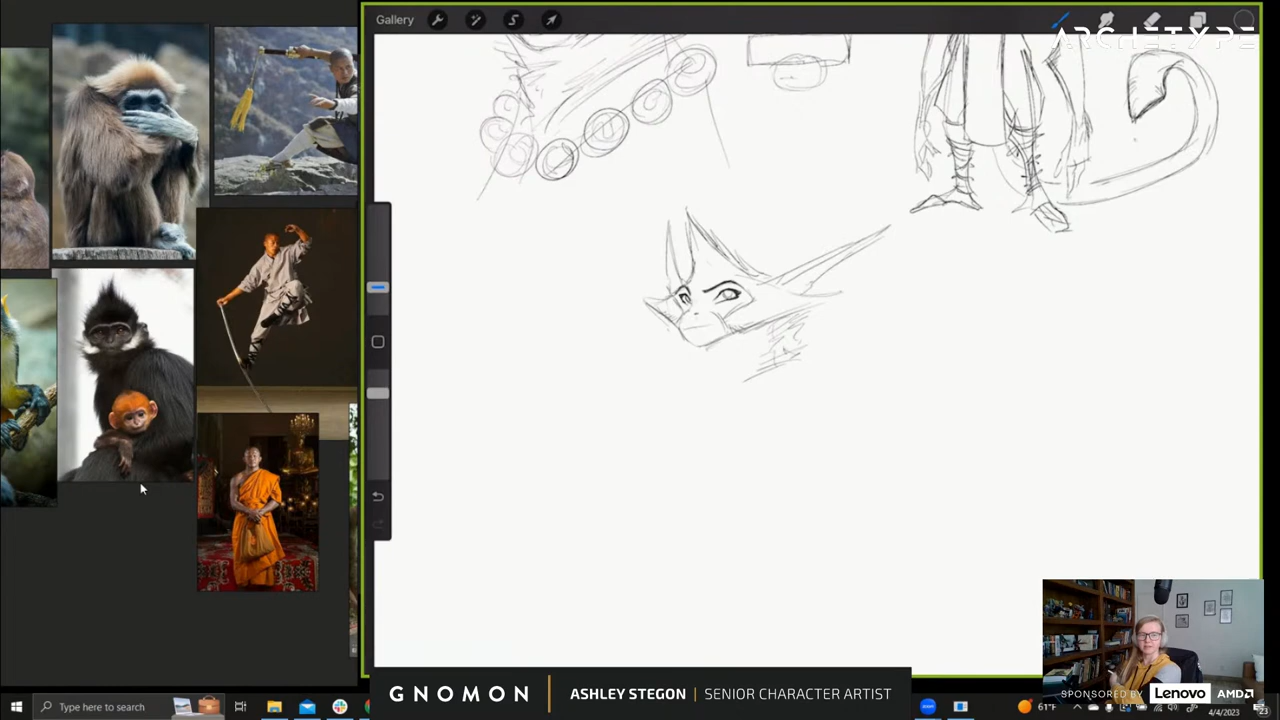 Gallery
ARCHETYPE
SPONSORED BY Lenovo AMD
GNOMON | ASHLEY STEGON | SENIOR CHARACTER ARTIST
Type here to search
61°F
4/4/2023
23